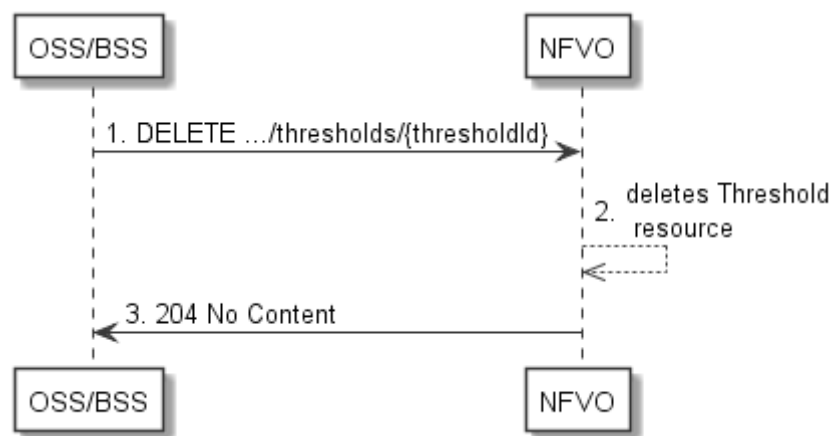 OSS/BSS
NFVO
1. DELETE .../thresholds/{thresholdId}
2. deletes Threshold
resource
3. 204 No Content
OSS/BSS
NFVO